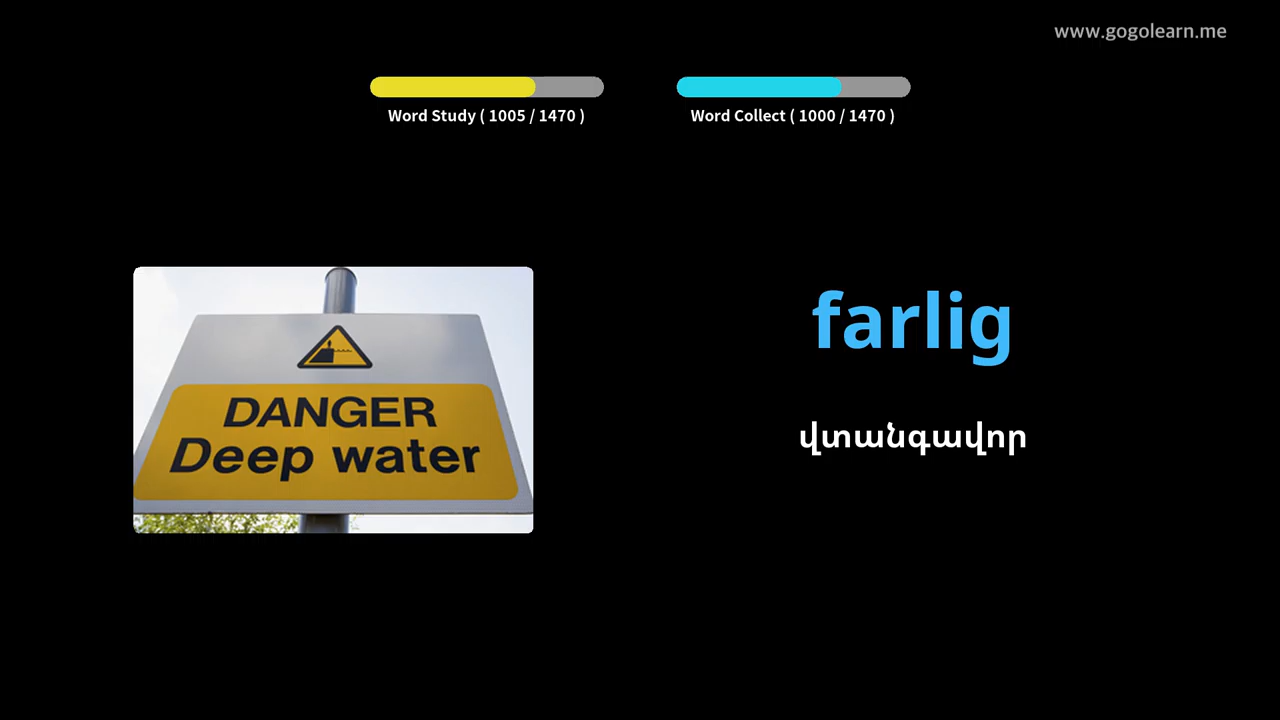 www.gogolearn.me
Word Study ( 1005 / 1470 )
Word Collect ( 1000 / 1470 )
DANGER
Deep water
farlig
վտանգավոր